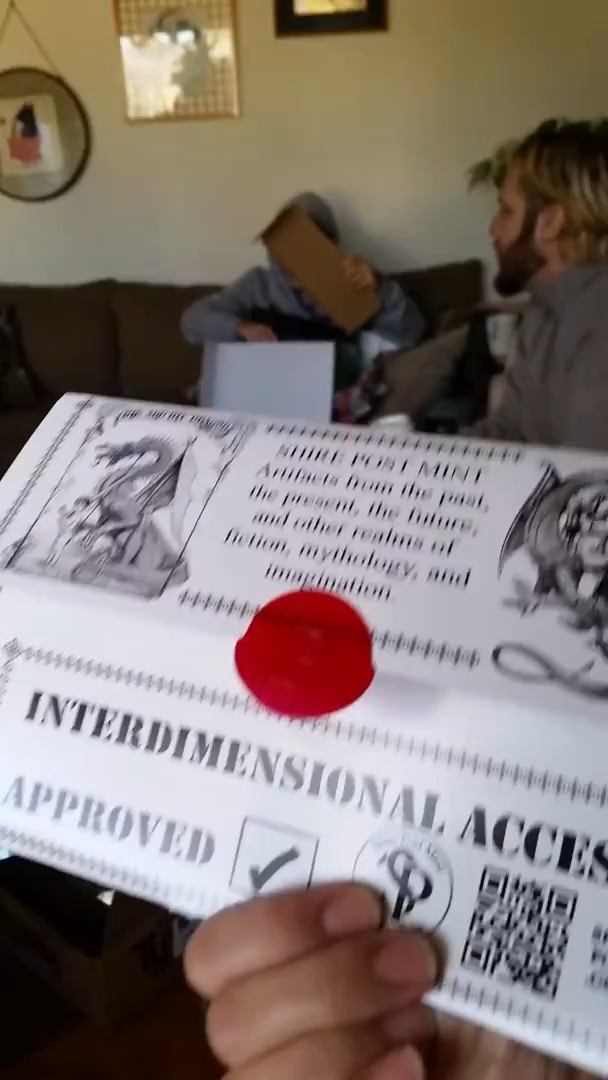 SHIRE POST MINT
Artifacts from the past,
the present, the future,
and other realms of
fiction, mythology, and
imagination.
INTERDIMENSIONAL ACCES
APPROVED